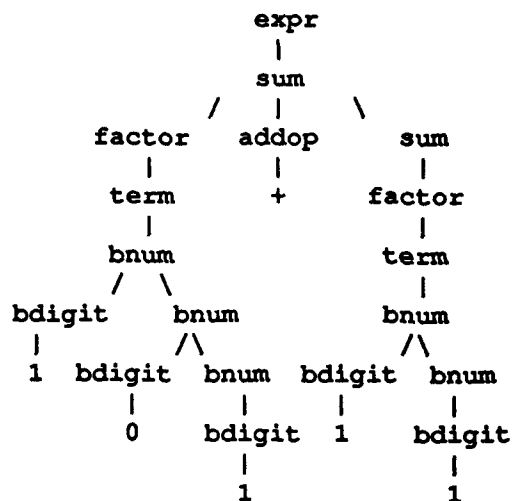 expr
|
sum
/ | \
factor addop sum
| | |
term + factor
| |
bnum term
/ \ |
bdigit bnum bnum
| /\ /\
1 bdigit bnum bdigit bnum
| | | |
0 bdigit 1 bdigit
| |
1 1